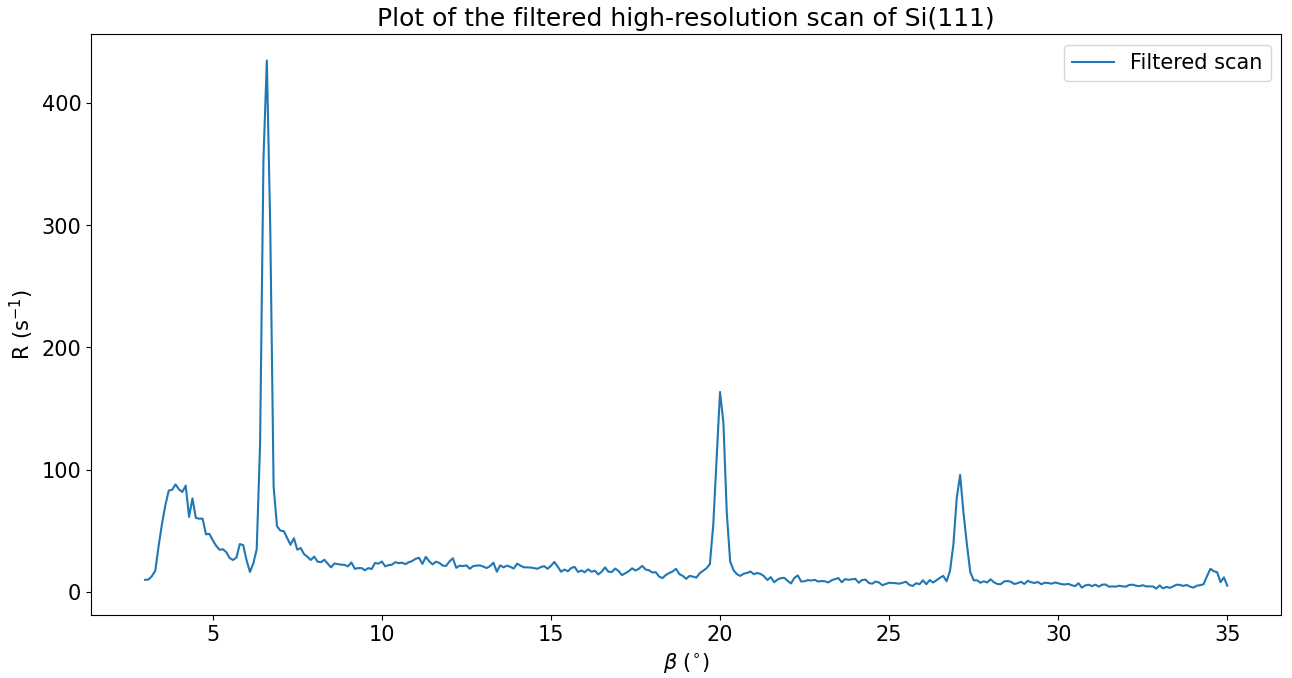 Plot of the filtered high-resolution scan of Si(111)
Filtered scan
R (s⁻¹)
400
300
200
100
0
5 10 15 20 25 30 35
β (°)